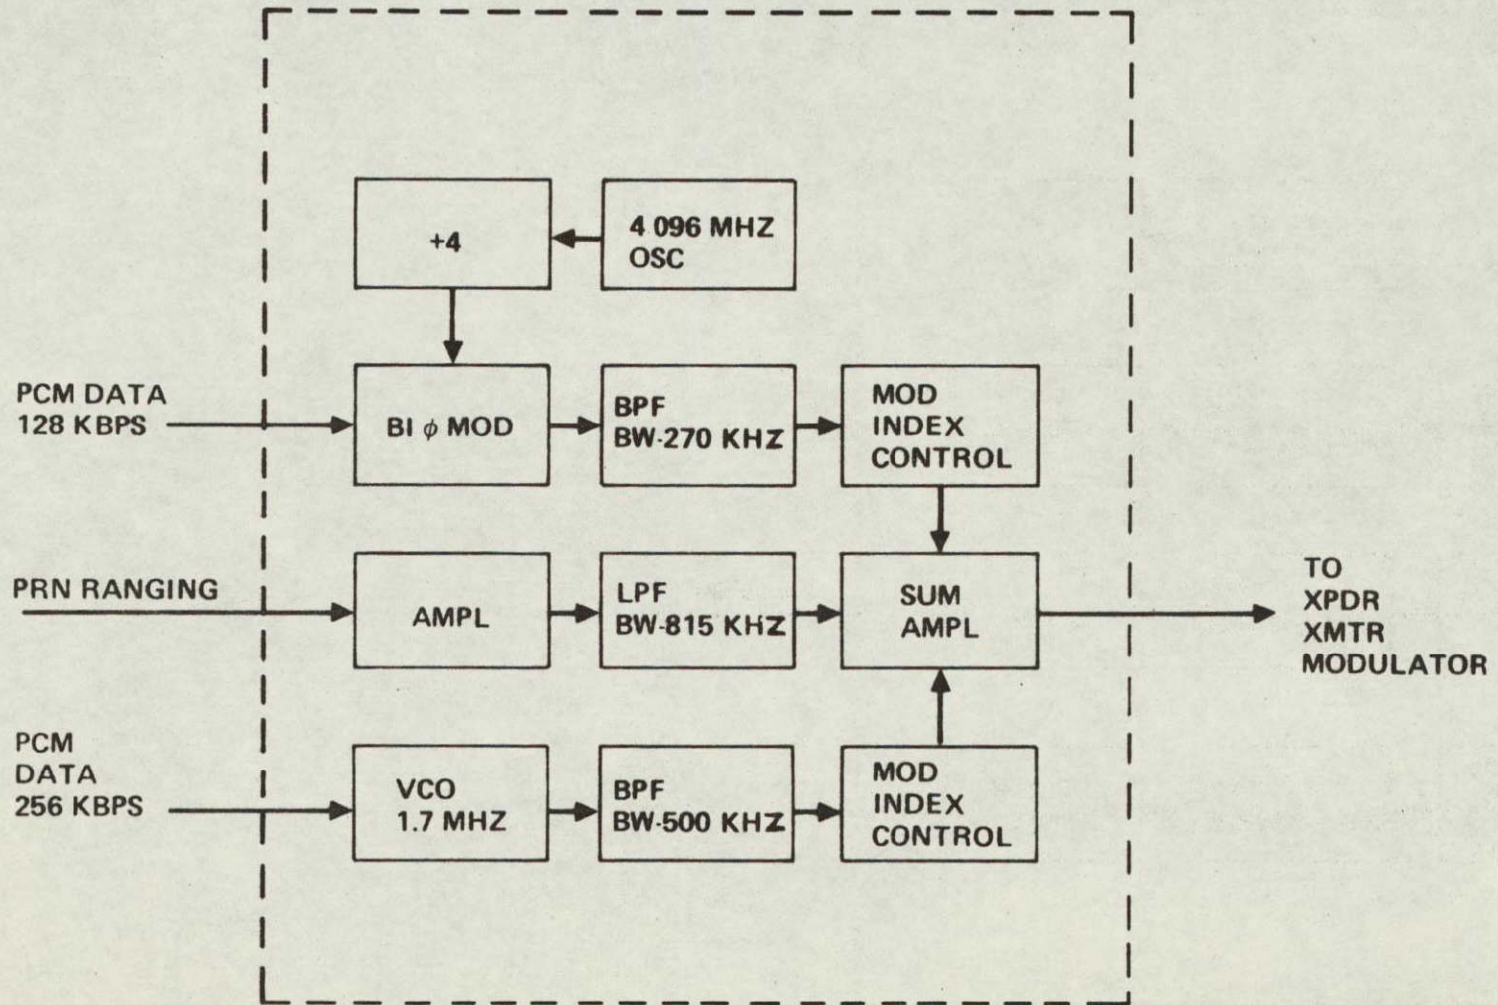 +4
4 096 MHZ
OSC
PCM DATA
128 KBPS
BI φ MOD
BPF
BW-270 KHZ
MOD
INDEX
CONTROL
PRN RANGING
AMPL
LPF
BW-815 KHZ
SUM
AMPL
TO
XPDR
XMTR
MODULATOR
PCM
DATA
256 KBPS
VCO
1.7 MHZ
BPF
BW-500 KHZ
MOD
INDEX
CONTROL